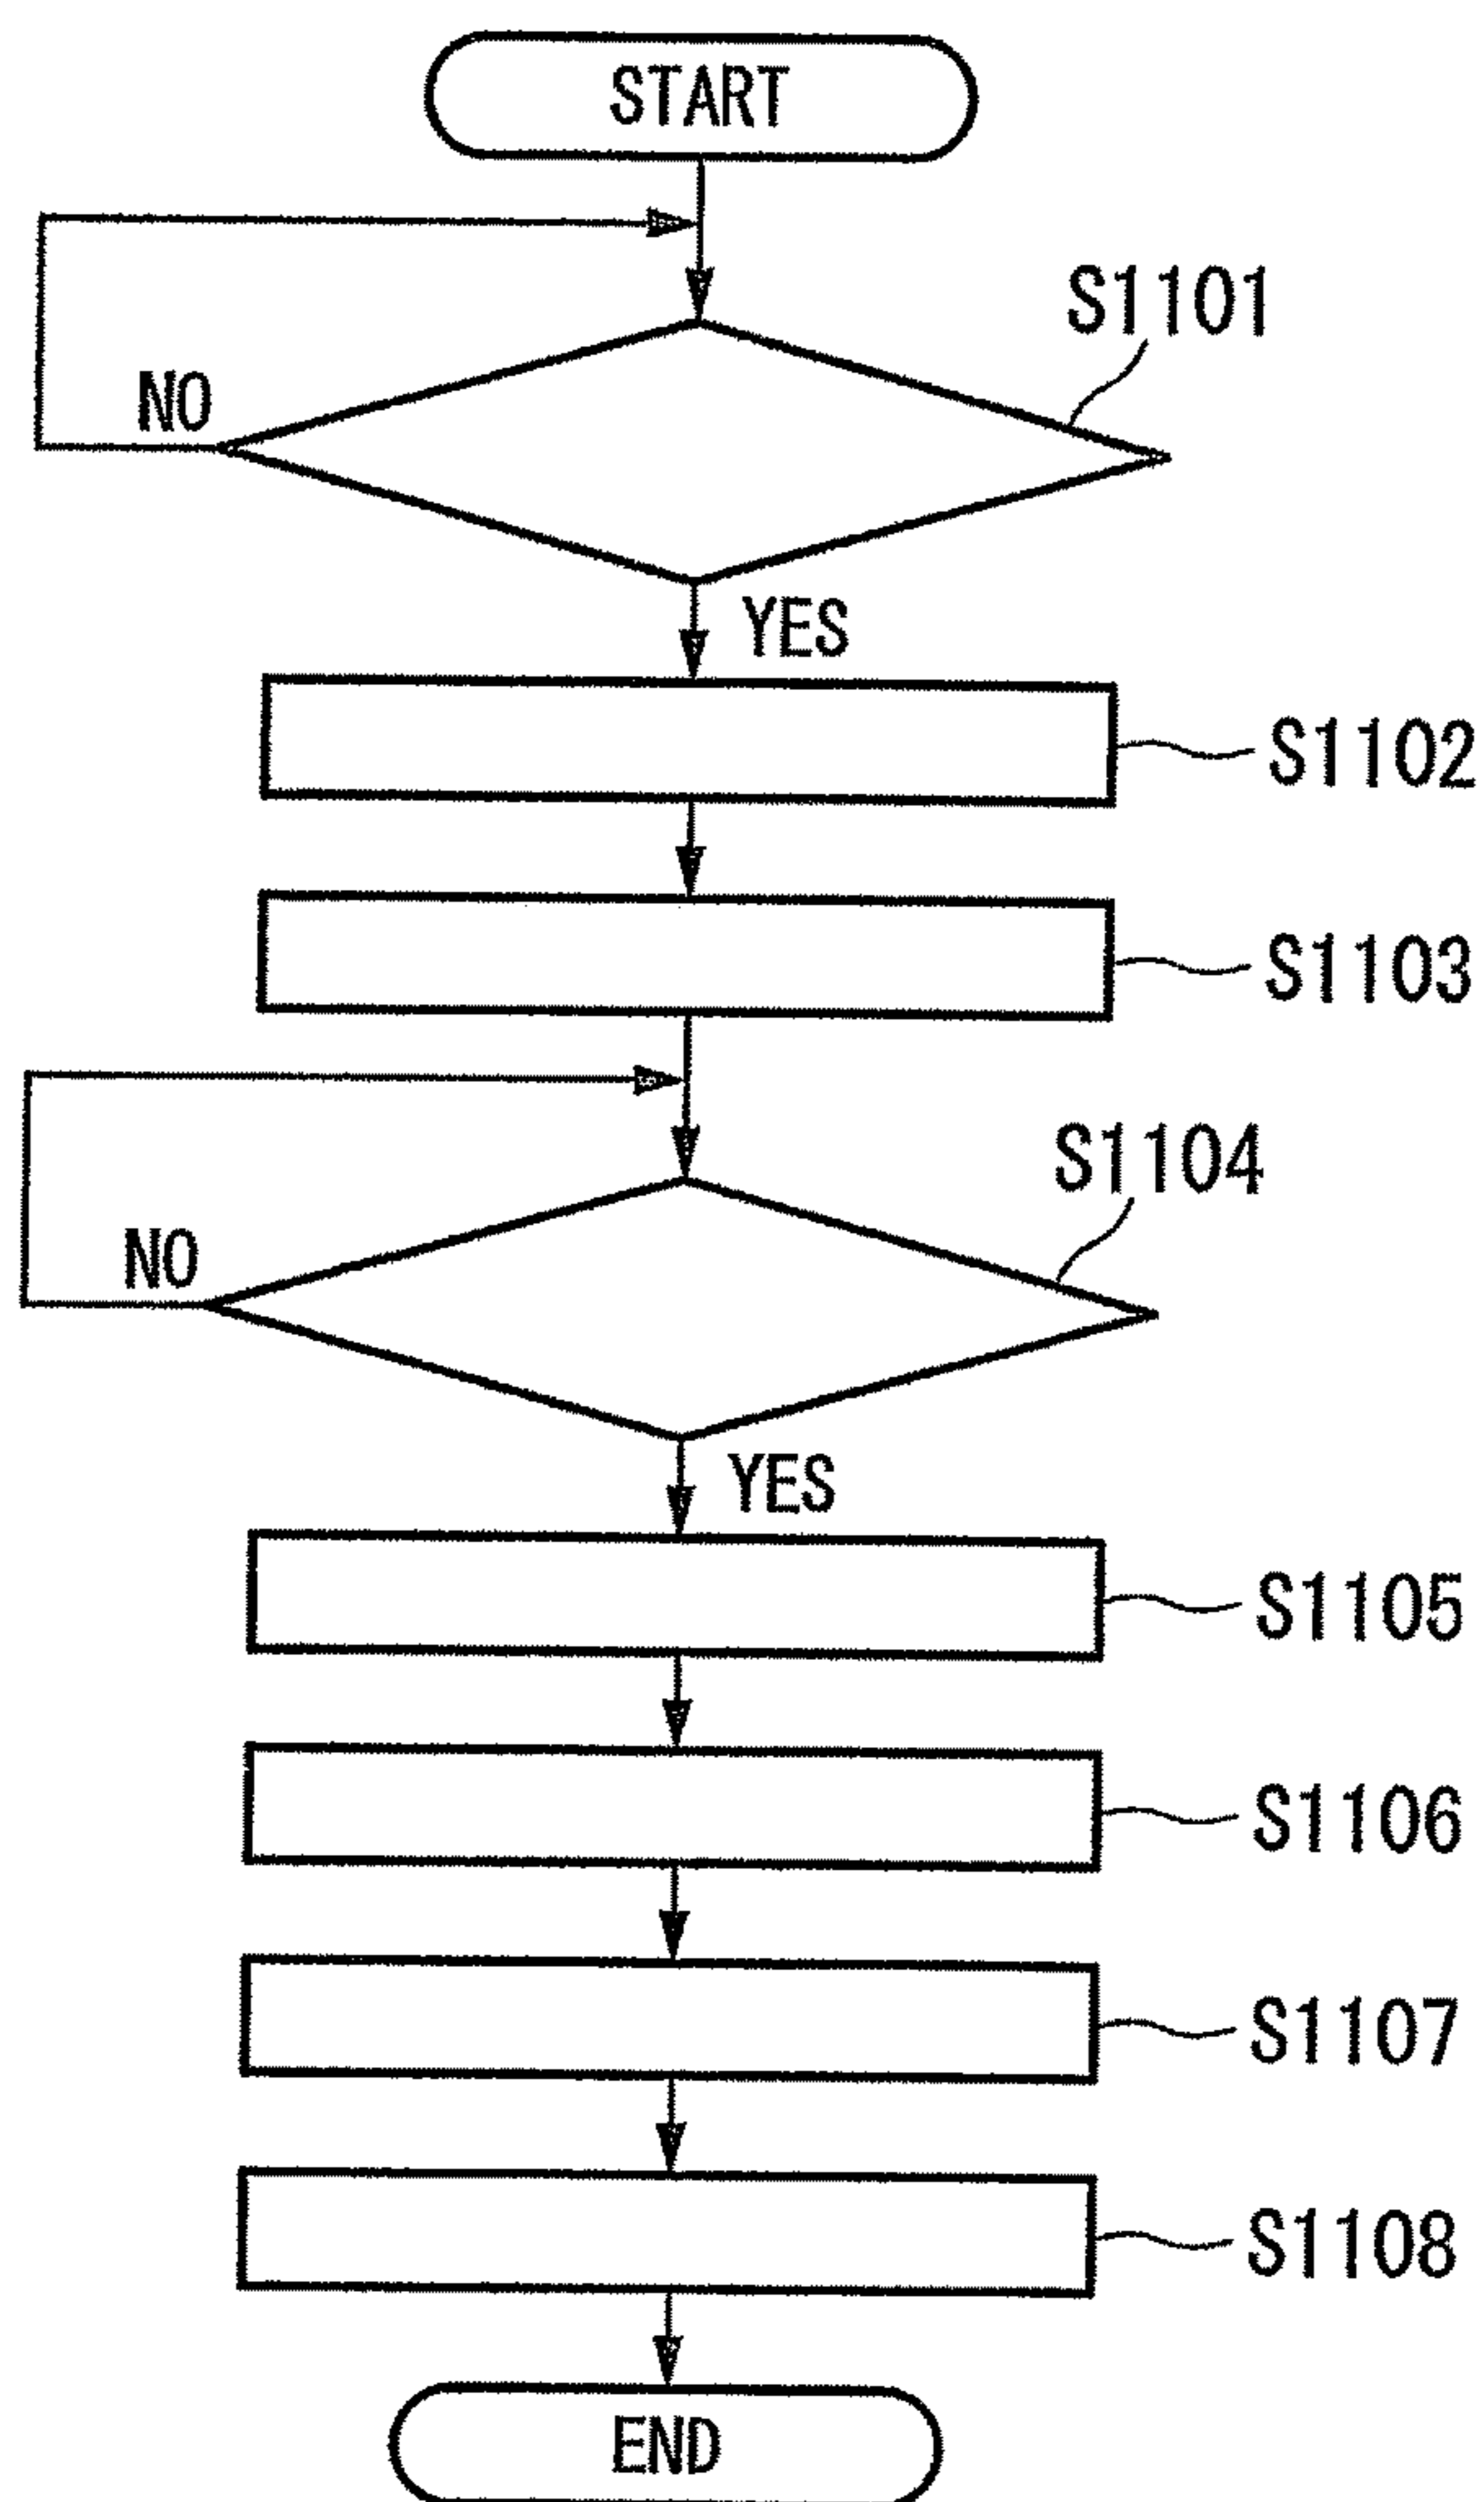 START
S1101
NO
YES
S1102
S1103
S1104
NO
YES
S1105
S1106
S1107
S1108
END